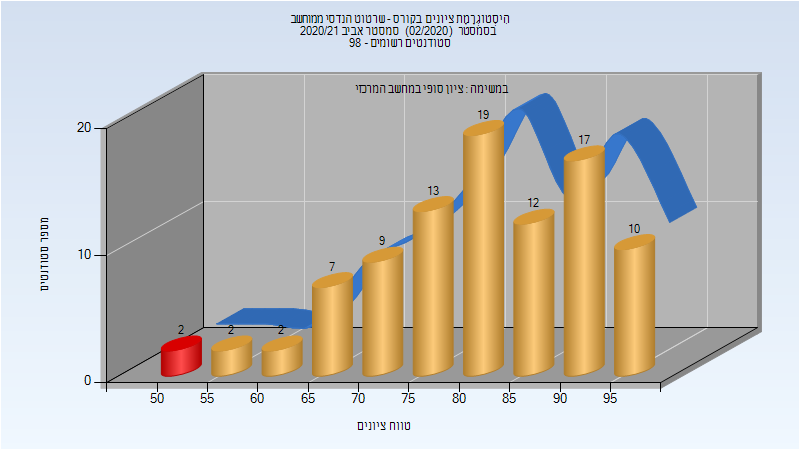 היסטוגרמת ציונים בקורס - שרטוט הנדסי ממוחשב
בסמסטר (02/2020) סמסטר אביב 2020/21
סטודנטים רשומים - 98
במשימה : ציון סופי במחשב המרכזי
מספר סטודנטים
20
10
0
2
2
2
7
9
13
19
12
17
10
50 55 60 65 70 75 80 85 90 95
טווח ציונים